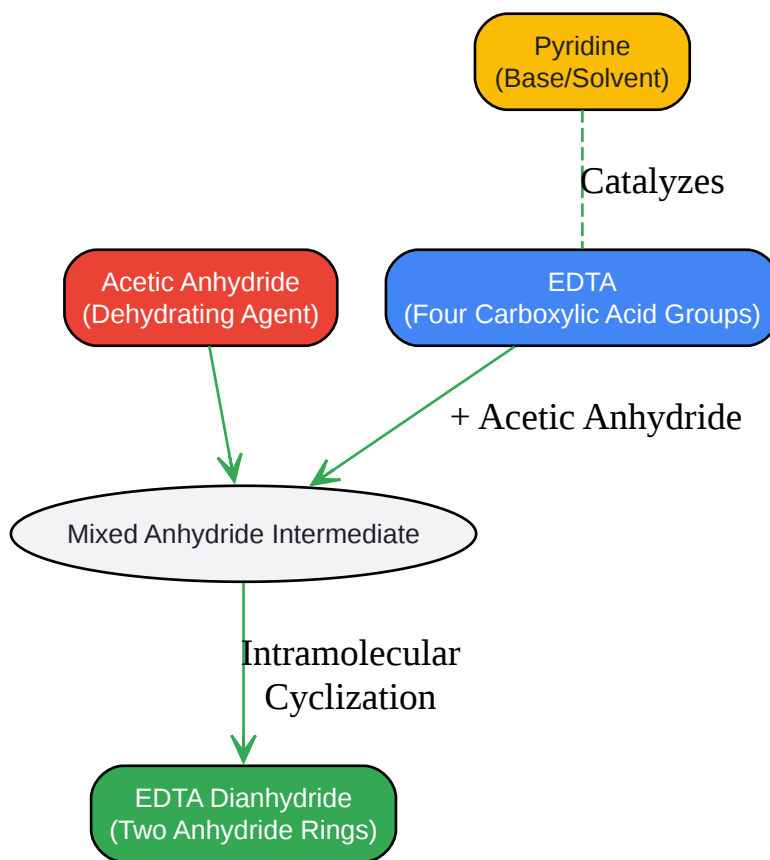 Pyridine
(Base/Solvent)
Catalyzes
Acetic Anhydride
(Dehydrating Agent)
EDTA
(Four Carboxylic Acid Groups)
+ Acetic Anhydride
Mixed Anhydride Intermediate
Intramolecular
Cyclization
EDTA Dianhydride
(Two Anhydride Rings)